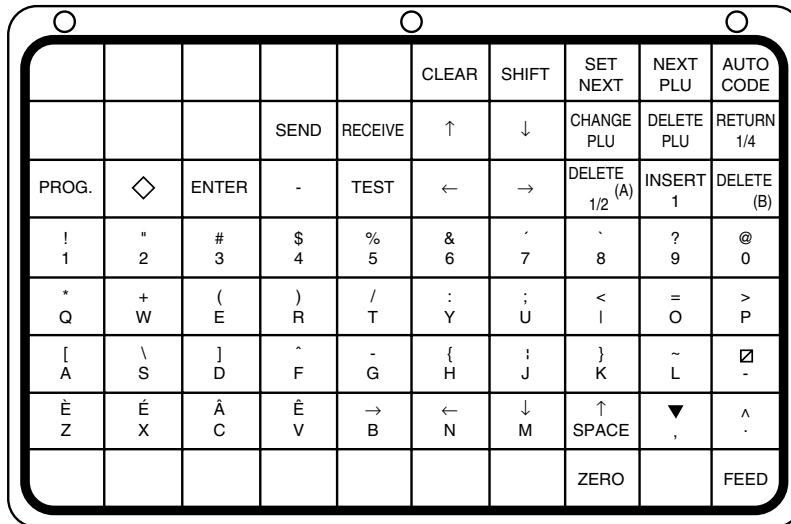 CLEAR SHIFT SET NEXT NEXT PLU AUTO CODE
SEND RECEIVE ↑ ↓ CHANGE PLU DELETE PLU RETURN 1/4
PROG. ◇ ENTER - TEST ← → DELETE (A) 1/2 INSERT 1 DELETE (B)
! " # $ % & ´ ` ? @
1 2 3 4 5 6 7 8 9 0
* + ( ) / : ; < = >
Q W E R T Y U I O P
[ \ ] ˆ - { ¦ } ~ ⍁
A S D F G H J K L -
È É Â Ê → ← ↓ ↑ ▼ ^
Z X C V B N M SPACE , .
ZERO FEED